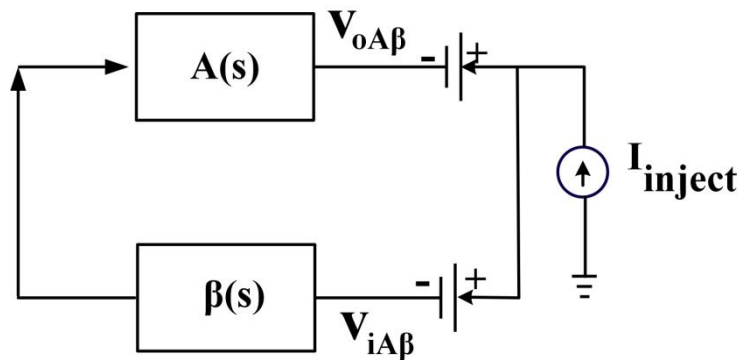 V_oAβ
A(s)
- +
I_inject
- +
β(s)
V_iAβ